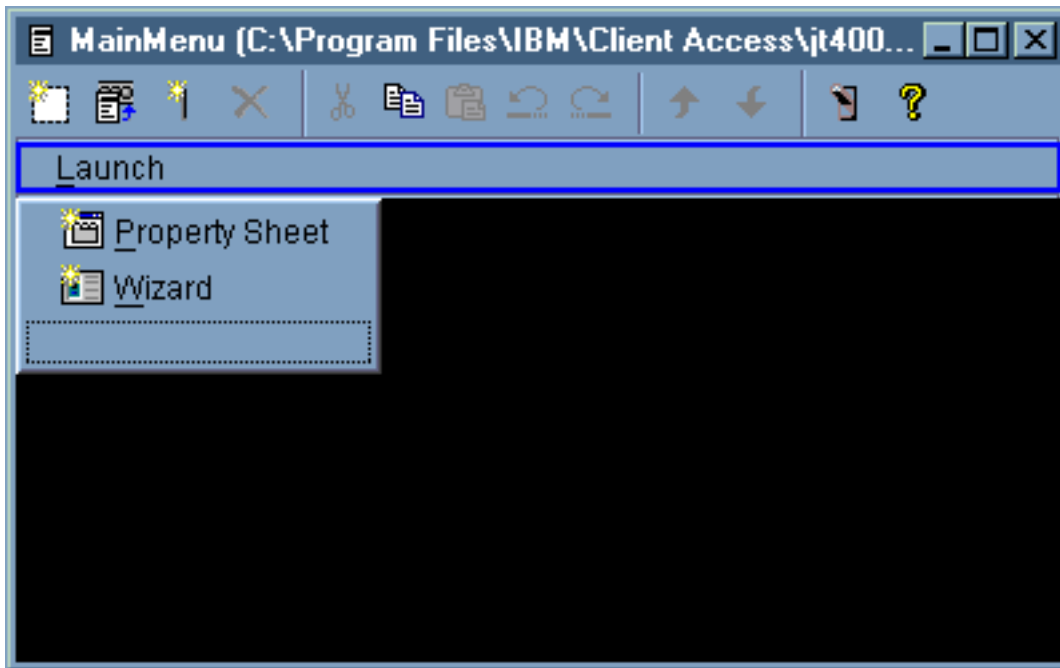 MainMenu (C:\Program Files\IBM\Client Access\jt400...
Launch
Property Sheet
Wizard